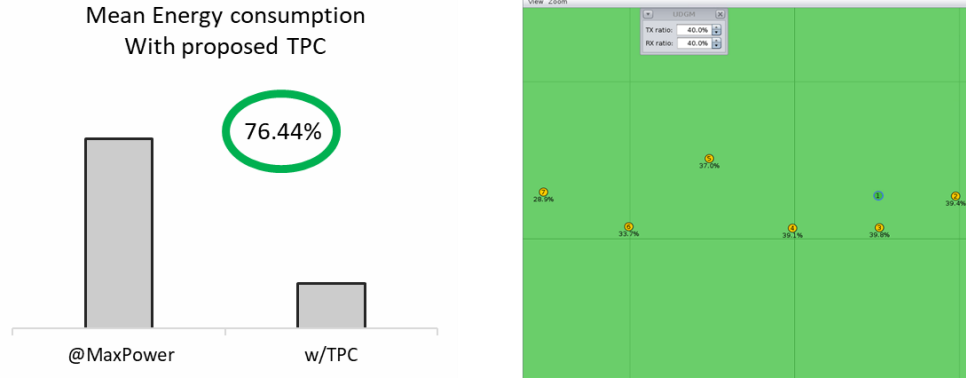 Mean Energy consumption
With proposed TPC
76.44%
@MaxPower
w/TPC
View Zoom
UDGM
TX ratio: 40.0%
RX ratio: 40.0%
5
37.0%
7
28.9%
1
2
39.4%
6
33.7%
4
39.1%
3
39.8%